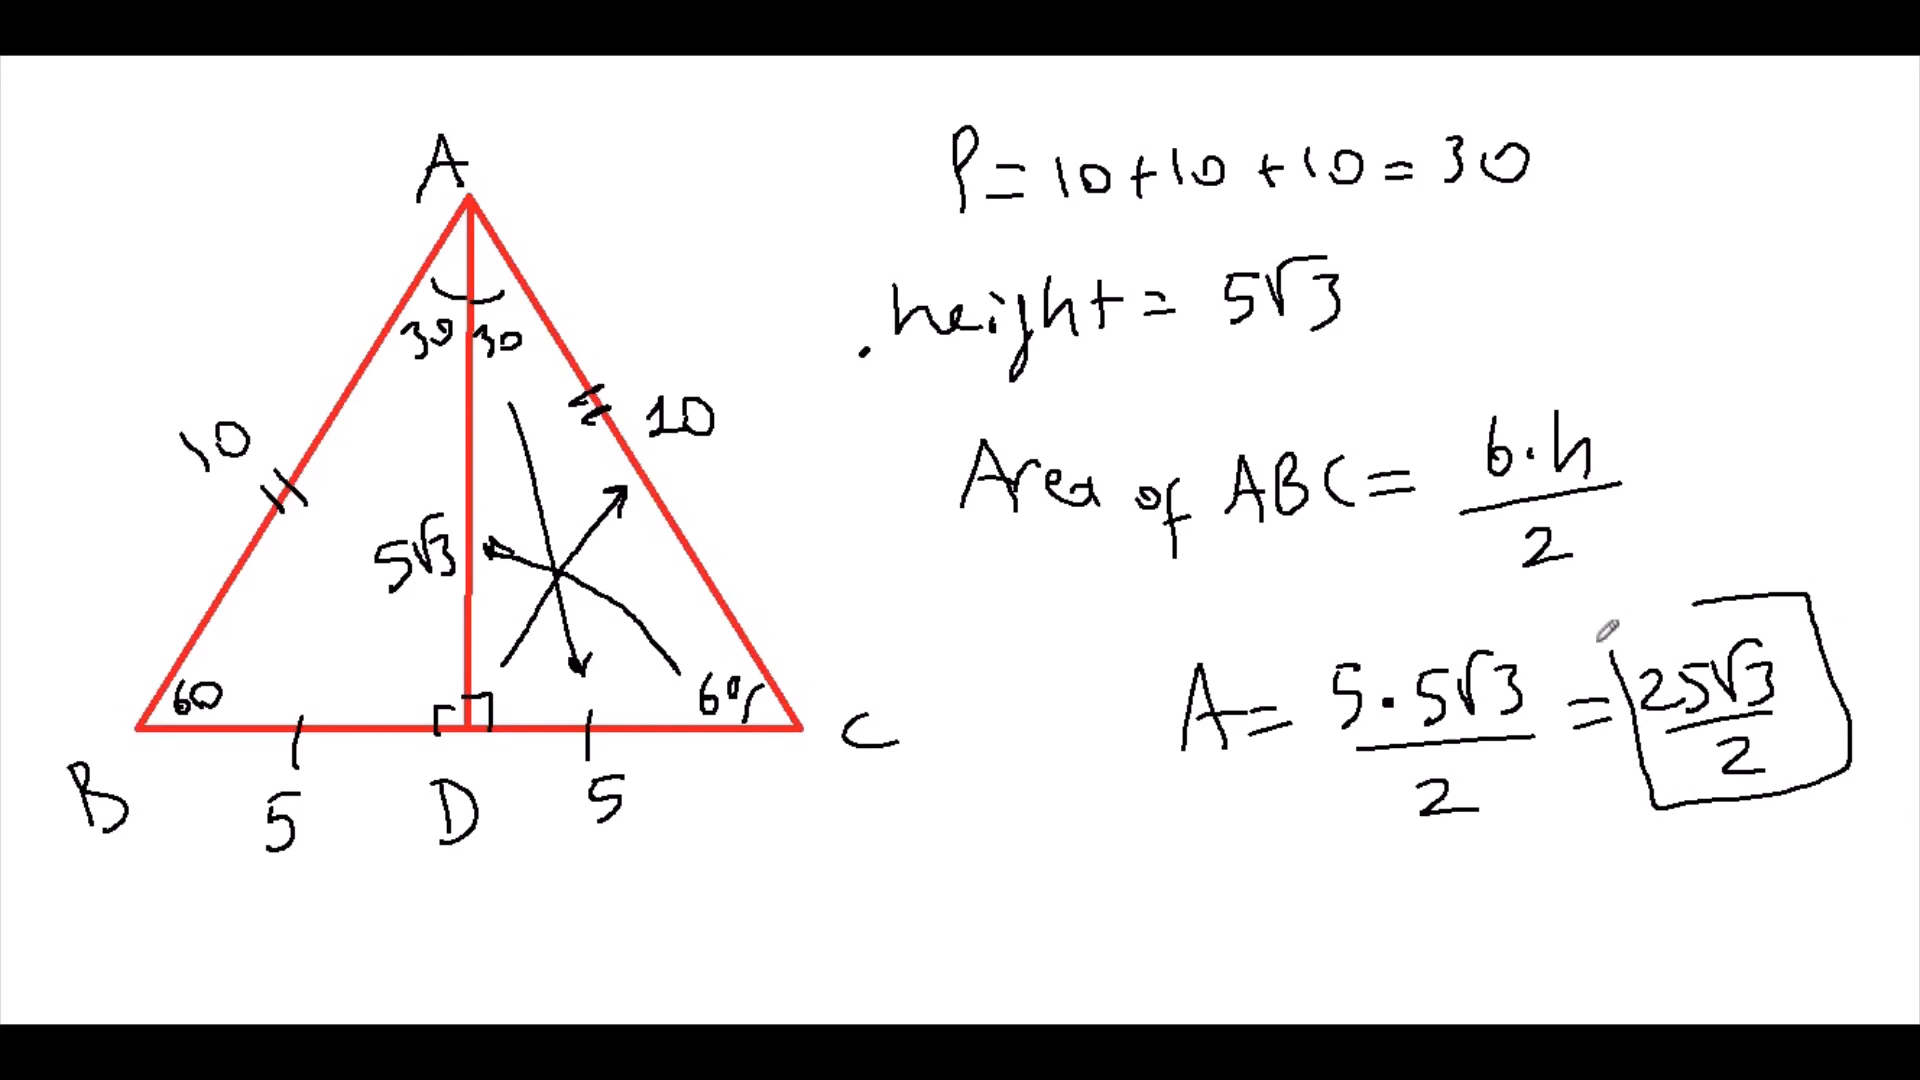 A
P = 10 + 10 + 10 = 30
height = 5√3
30 30
10
10
Area of ABC = b.h/2
5√3
A = 5 . 5√3/2 = 25√3/2
60
60
B
5
D
5
C